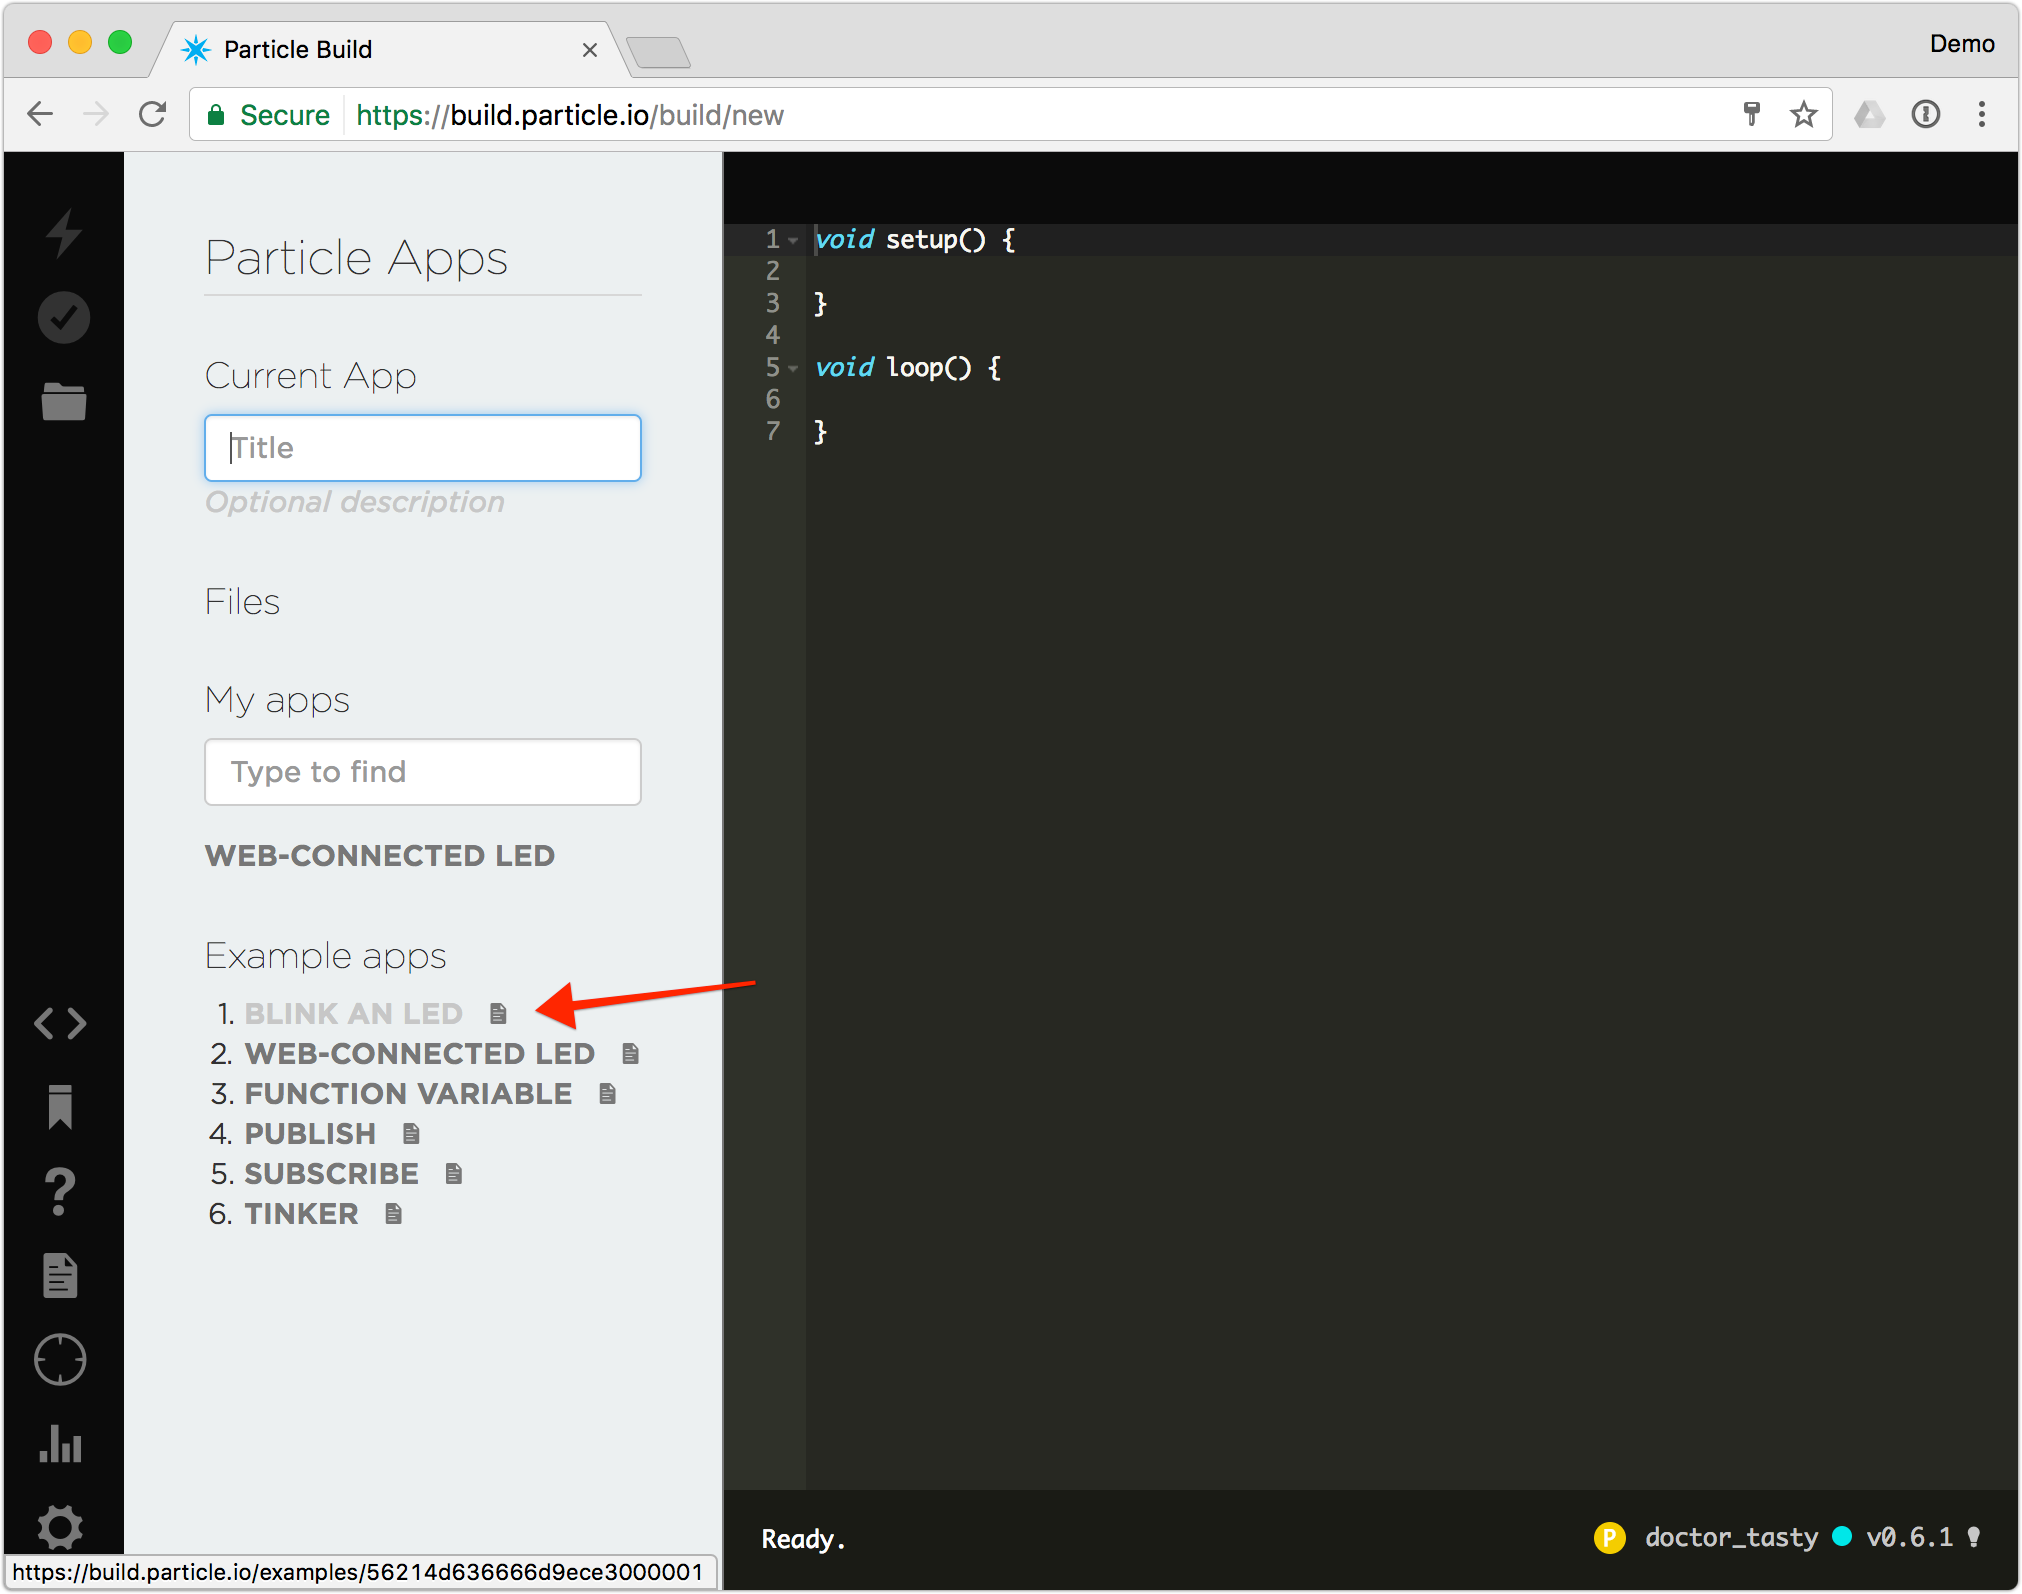 Particle Build
Demo
Secure
https://build.particle.io/build/new
Particle Apps
Current App
Title
Optional description
Files
My apps
Type to find
WEB-CONNECTED LED
Example apps
1. BLINK AN LED
2. WEB-CONNECTED LED
3. FUNCTION VARIABLE
4. PUBLISH
5. SUBSCRIBE
6. TINKER
1 void setup() {
2
3 }
4
5 void loop() {
6
7 }
Ready.
P doctor_tasty v0.6.1
https://build.particle.io/examples/56214d636666d9ece3000001